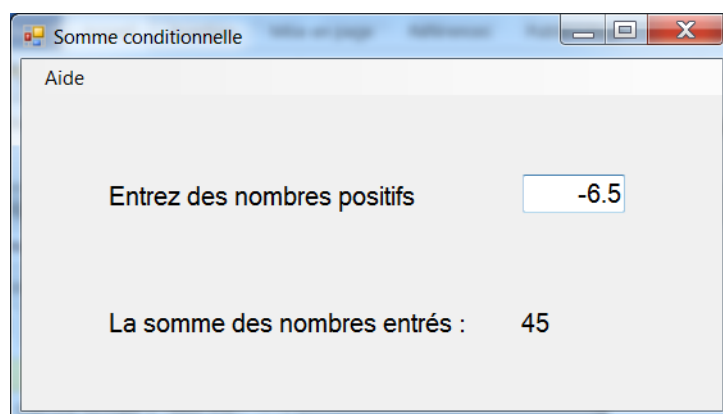 Somme conditionnelle
Aide
Entrez des nombres positifs -6.5
La somme des nombres entrés : 45